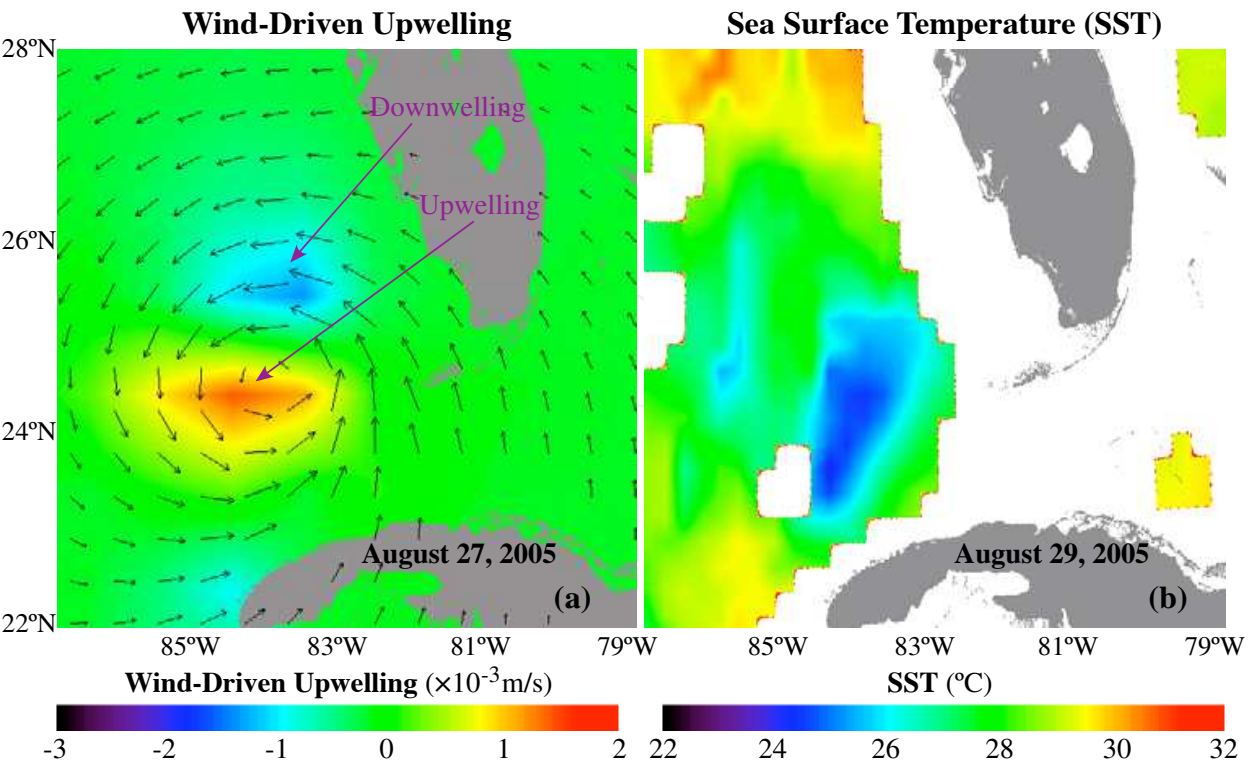 Wind-Driven Upwelling
Sea Surface Temperature (SST)
28ºN
26ºN
24ºN
22ºN
Downwelling
Upwelling
August 27, 2005
(a)
August 29, 2005
(b)
85ºW 83ºW 81ºW 79ºW
85ºW 83ºW 81ºW 79ºW
Wind-Driven Upwelling (×10⁻³m/s)
-3 -2 -1 0 1 2
SST (ºC)
22 24 26 28 30 32